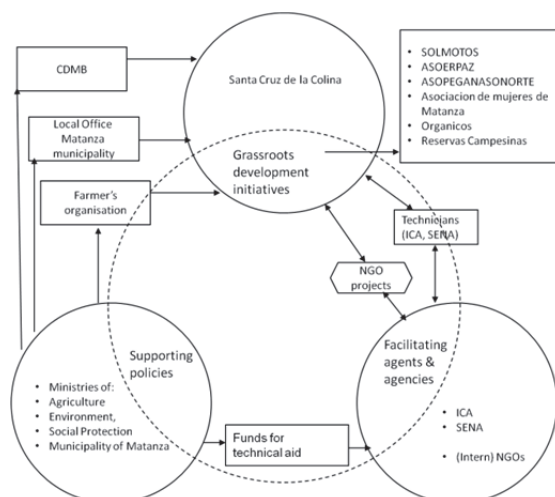 CDMB
Santa Cruz de la Colina
• SOLMOTOS
• ASOERPAZ
• ASOPEGANASONORTE
• Asociacion de mujeres de
Matanza
• Organicos
• Reservas Campesinas
Local Office
Matanza
municipality
Grassroots
development
initiatives
Farmer's
organisation
Technicians
(ICA, SENA)
NGO
projects
Supporting
policies
Facilitating
agents &
agencies
• Ministries of:
• Agriculture
• Environment,
• Social Protection
• Municipality of Matanza
Funds for
technical aid
• ICA
• SENA
• (Intern) NGOs